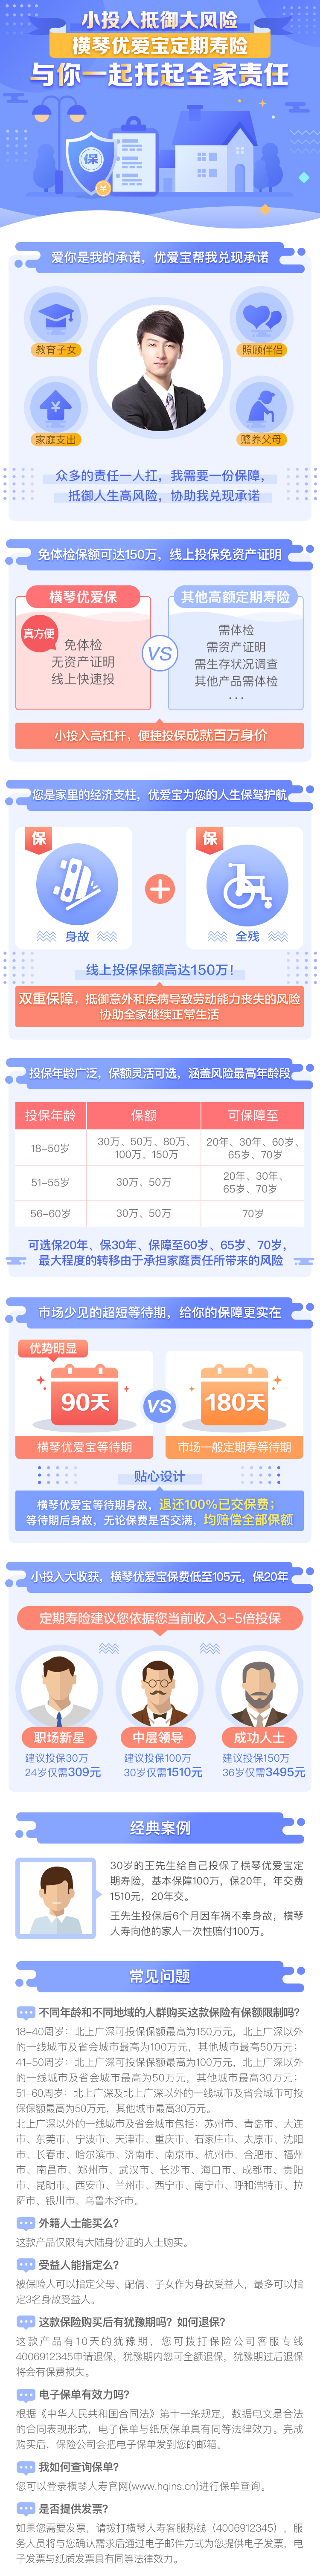 小投入抵御大风险
横琴优爱宝定期寿险
与你一起托起全家责任
保
爱你是我的承诺，优爱宝帮我兑现承诺
教育子女
照顾伴侣
家庭支出
赡养父母
众多的责任一人扛，我需要一份保障，
抵御人生高风险，协助我兑现承诺
免体检保额可达150万，线上投保免资产证明
横琴优爱保
其他高额定期寿险
真方便
免体检
无资产证明
线上快速投
VS
需体检
需资产证明
需生存状况调查
其他产品需体检
...
小投入高杠杆，便捷投保成就百万身价
您是家里的经济支柱，优爱宝为您的人生保驾护航
保
保
身故
全残
线上投保保额高达150万！
双重保障，抵御意外和疾病导致劳动能力丧失的风险
协助全家继续正常生活
投保年龄广泛，保额灵活可选，涵盖风险最高年龄段
投保年龄 保额 可保障至
18-50岁 30万、50万、80万、100万、150万 20年、30年、60岁、65岁、70岁
51-55岁 30万、50万 20年、30年、65岁、70岁
56-60岁 30万、50万 70岁
可选保20年、保30年、保障至60岁、65岁、70岁，
最大程度的转移由于承担家庭责任所带来的风险
市场少见的超短等待期，给你的保障更实在
优势明显
90天
VS
180天
横琴优爱宝等待期
市场一般定期寿等待期
贴心设计
横琴优爱宝等待期身故，退还100%已交保费；
等待期后身故，无论保费是否交满，均赔偿全部保额
小投入大收获，横琴优爱宝保费低至105元，保20年
定期寿险建议您依据您当前收入3-5倍投保
职场新星
中层领导
成功人士
建议投保30万
24岁仅需309元
建议投保100万
30岁仅需1510元
建议投保150万
36岁仅需3495元
经典案例
30岁的王先生给自己投保了横琴优爱宝定
期寿险，基本保障100万，保20年，年交费
1510元，20年交。
王先生投保后6个月因车祸不幸身故，横琴
人寿向他的家人一次性赔付100万。
常见问题
不同年龄和不同地域的人群购买这款保险有保额限制吗？
18-40周岁：北上广深可投保保额最高为150万元，北上广深以外
的一线城市及省会城市最高为100万元，其他城市最高50万元；
41-50周岁：北上广深可投保保额最高为100万元，北上广深以外
的一线城市及省会城市最高为50万元，其他城市最高30万元；
51-60周岁：北上广深及北上广深以外的一线城市及省会城市可投
保保额最高为50万元，其他城市最高30万元。
北上广深以外的一线城市及省会城市包括：苏州市、青岛市、大连
市、东莞市、宁波市、天津市、重庆市、石家庄市、太原市、沈阳
市、长春市、哈尔滨市、济南市、南京市、杭州市、合肥市、福州
市、南昌市、郑州市、武汉市、长沙市、海口市、成都市、贵阳
市、昆明市、西安市、兰州市、西宁市、南宁市、呼和浩特市、拉
萨市、银川市、乌鲁木齐市。
外籍人士能买么？
这款产品仅限有大陆身份证的人士购买。
受益人能指定么？
被保险人可以指定父母、配偶、子女作为身故受益人，最多可以指
定3名身故受益人。
这款保险购买后有犹豫期吗？如何退保？
这款产品有10天的犹豫期，您可拨打保险公司客服专线
4006912345申请退保，犹豫期内您可全额退保，犹豫期过后退保
将会有保费损失。
电子保单有效力吗？
根据《中华人民共和国合同法》第十一条规定，数据电文是合法
的合同表现形式，电子保单与纸质保单具有同等法律效力。完成
购买后，保险公司会把电子保单发到您的邮箱。
我如何查询保单？
您可以登录横琴人寿官网(www.hqins.cn)进行保单查询。
是否提供发票？
如果您需要发票，请拨打横琴人寿客服热线（4006912345），服
务人员将与您确认需求后通过电子邮件方式为您提供电子发票，电
子发票与纸质发票具有同等法律效力。